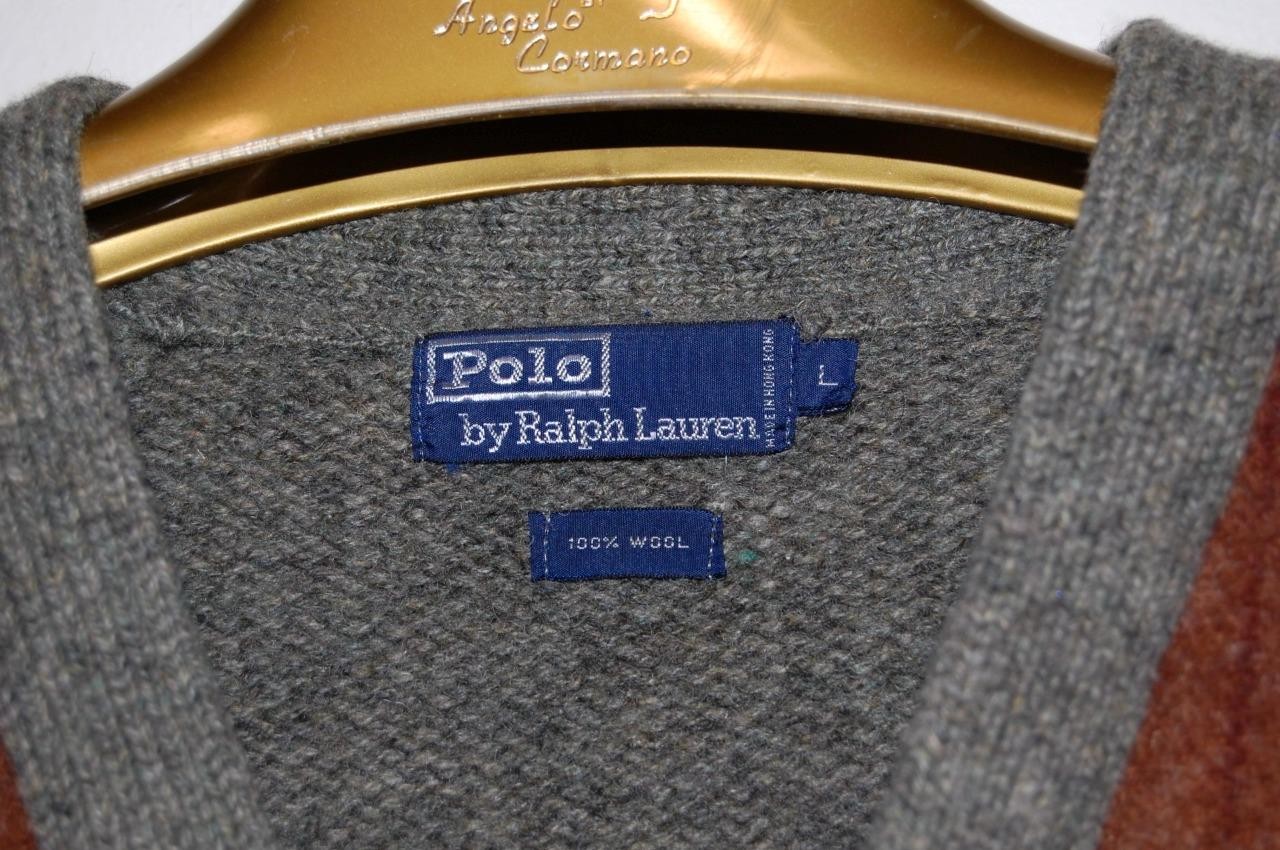 Angelo
Cormano
Polo
by Ralph Lauren
MADE IN HONG KONG
L
100% WOOL